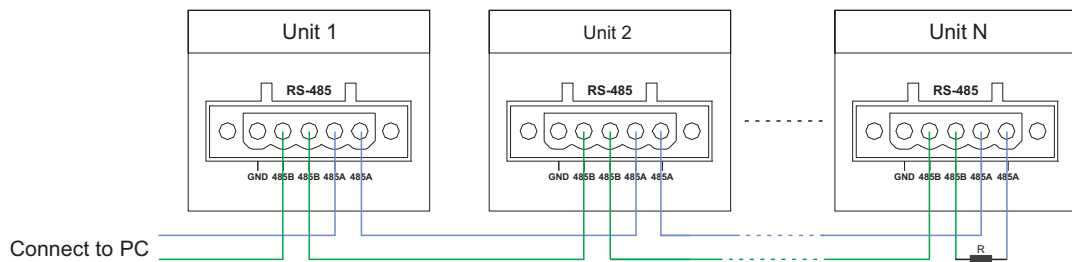 Unit 1
Unit 2
Unit N
RS-485
RS-485
RS-485
GND 485B 485B 485A 485A
GND 485B 485B 485A 485A
GND 485B 485B 485A 485A
Connect to PC
R